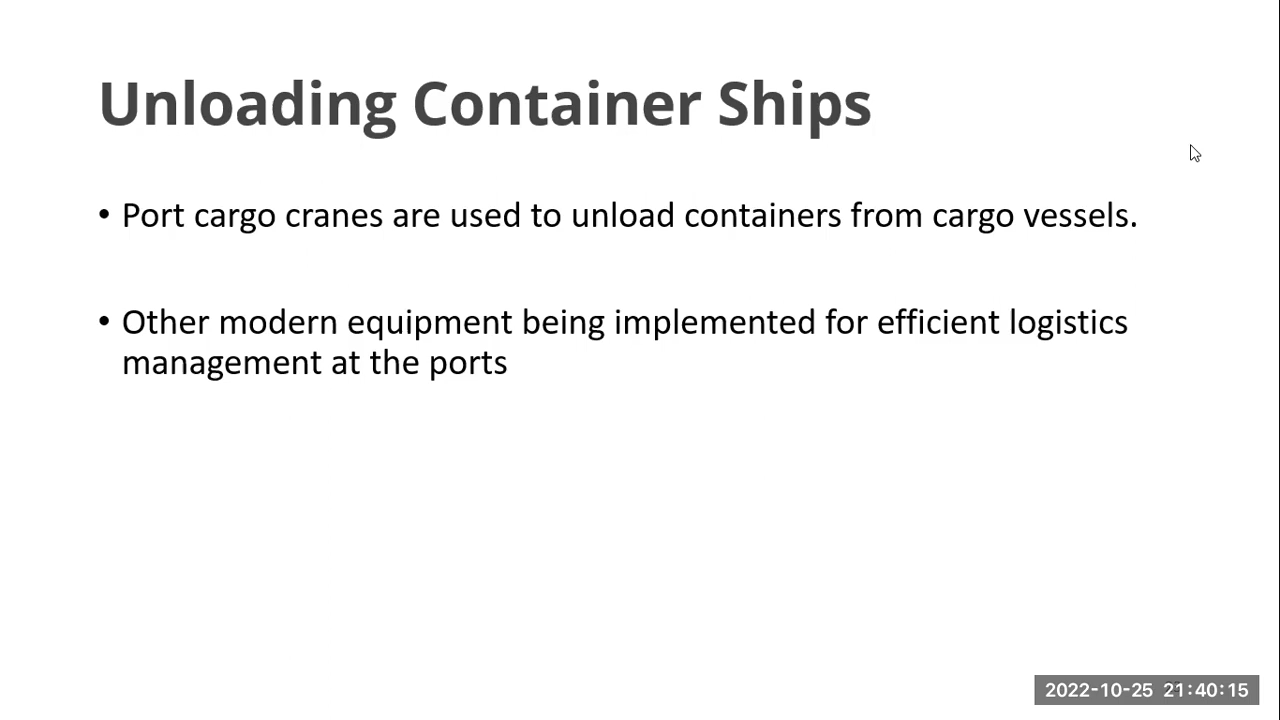 Unloading Container Ships
• Port cargo cranes are used to unload containers from cargo vessels.
• Other modern equipment being implemented for efficient logistics
management at the ports
2022-10-25 21:40:15